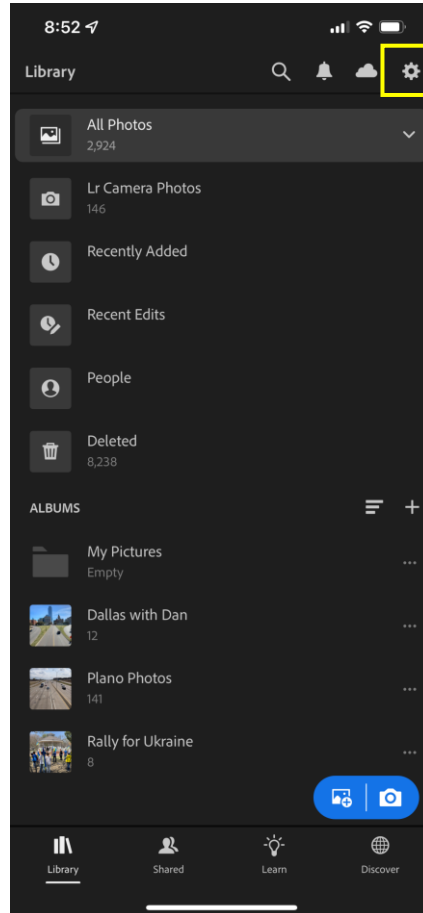 8:52
Library
All Photos
2,924
Lr Camera Photos
146
Recently Added
Recent Edits
People
Deleted
8,238
ALBUMS
My Pictures
Empty
Dallas with Dan
12
Plano Photos
141
Rally for Ukraine
8
Library Shared Learn Discover